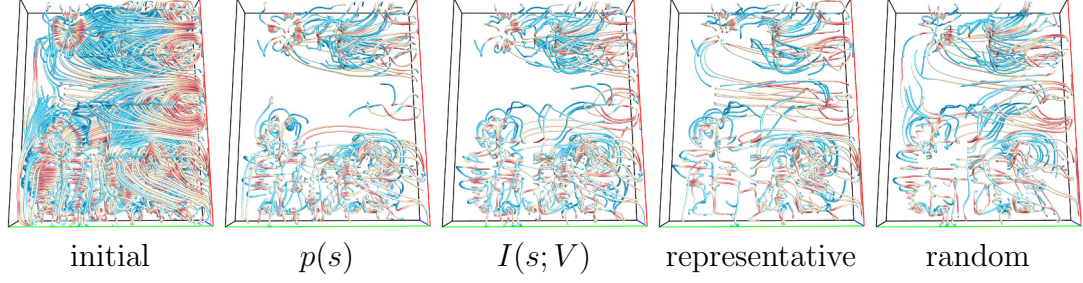 initial p(s) I(s; V) representative random